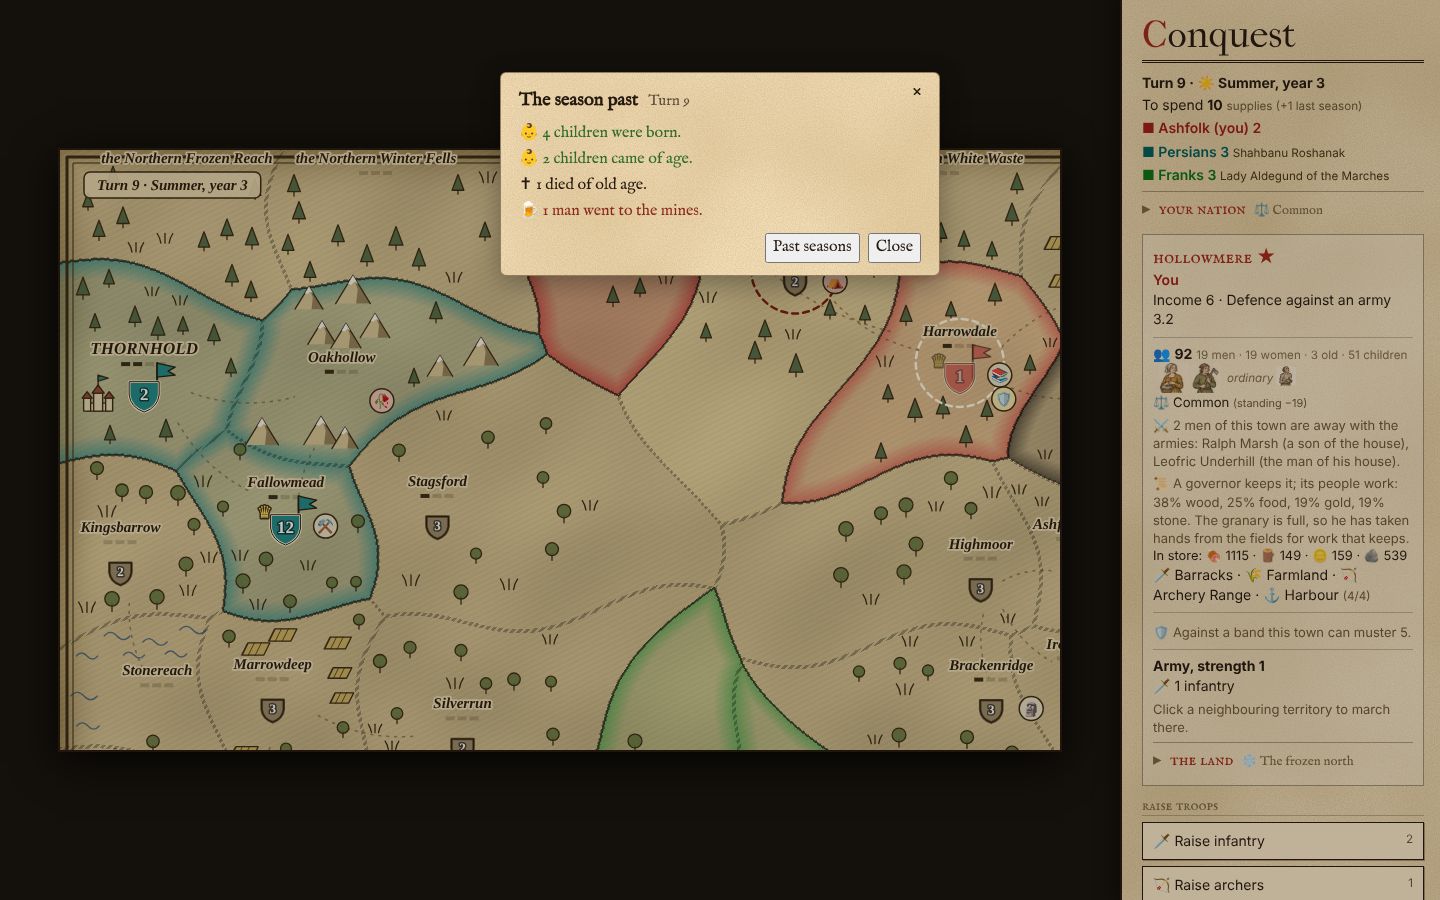 The season past Turn 9
×
4 children were born.
2 children came of age.
1 died of old age.
1 man went to the mines.
Past seasons
Close
the Northern Frozen Reach
the Northern Winter Fells
White Waste
Turn 9 · Summer, year 3
THORNHOLD
2
Oakhollow
2
Harrowdale
1
Fallowmead
12
Stagsford
3
Kingsbarrow
2
Highmoor
3
Stonereach
Marrowdeep
3
Silverrun
Brackenridge
3
Conquest
Turn 9 · Summer, year 3
To spend 10 supplies (+1 last season)
Ashfolk (you) 2
Persians 3 Shahbanu Roshanak
Franks 3 Lady Aldegund of the Marches
YOUR NATION Common
HOLLOWMERE
You
Income 6 · Defence against an army
3.2
92 19 men · 19 women · 3 old · 51 children
ordinary
Common (standing −19)
2 men of this town are away with the
armies: Ralph Marsh (a son of the house),
Leofric Underhill (the man of his house).
A governor keeps it; its people work:
38% wood, 25% food, 19% gold, 19%
stone. The granary is full, so he has taken
hands from the fields for work that keeps.
In store: 1115 · 149 · 159 · 539
Barracks · Farmland ·
Archery Range · Harbour (4/4)
Against a band this town can muster 5.
Army, strength 1
1 infantry
Click a neighbouring territory to march
there.
THE LAND The frozen north
RAISE TROOPS
Raise infantry 2
Raise archers 1